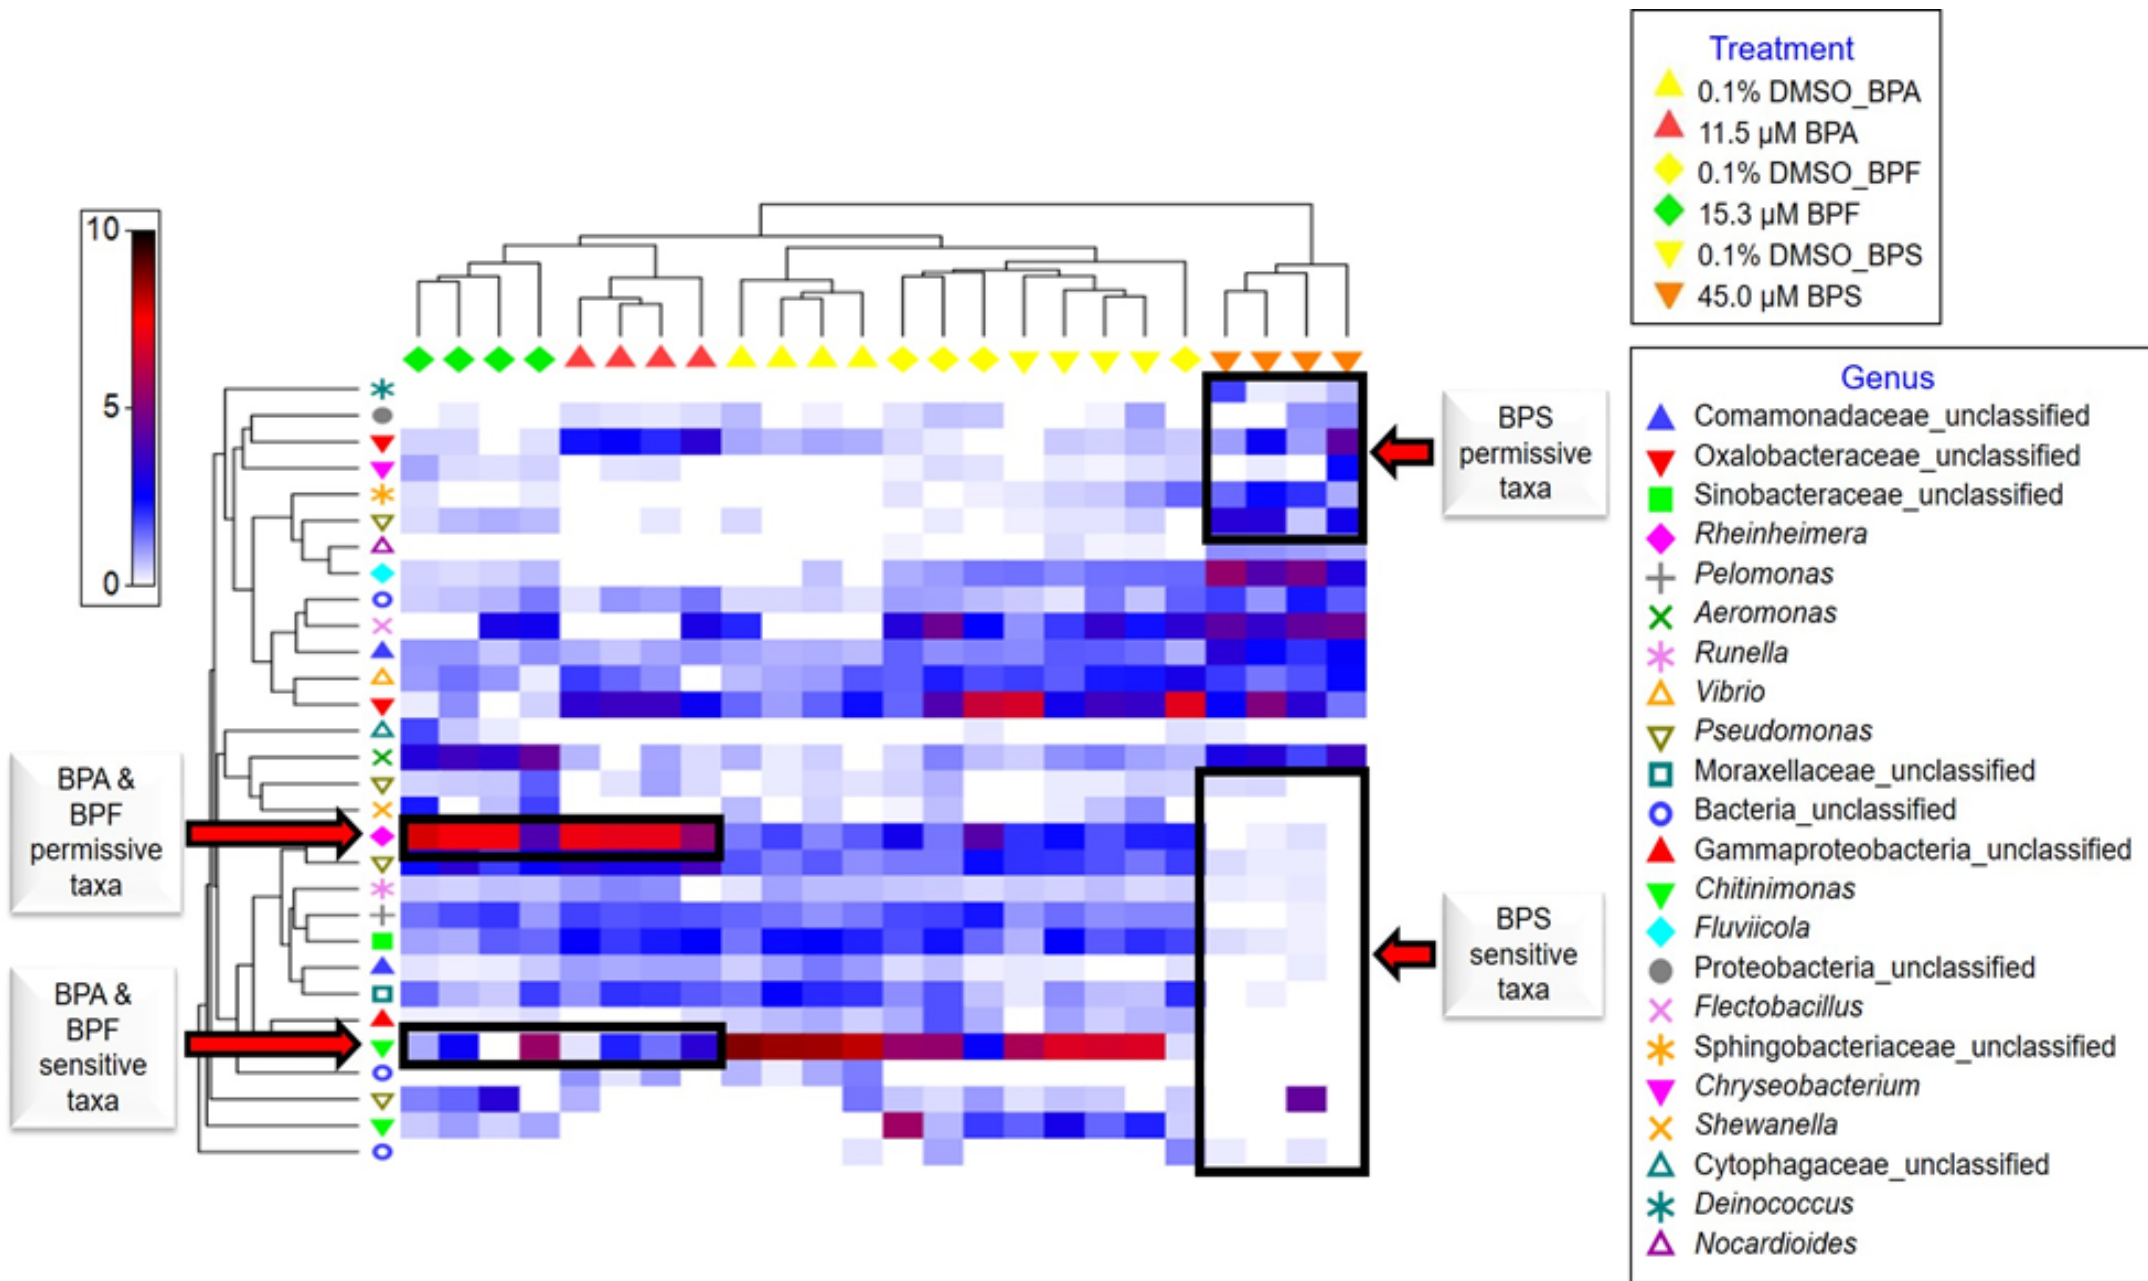 Treatment
0.1% DMSO_BPA
11.5 µM BPA
0.1% DMSO_BPF
15.3 µM BPF
0.1% DMSO_BPS
45.0 µM BPS
10
5
0
BPS
permissive
taxa
BPA &
BPF
permissive
taxa
BPA &
BPF
sensitive
taxa
BPS
sensitive
taxa
Genus
Comamonadaceae_unclassified
Oxalobacteraceae_unclassified
Sinobacteraceae_unclassified
Rheinheimera
Pelomonas
Aeromonas
Runella
Vibrio
Pseudomonas
Moraxellaceae_unclassified
Bacteria_unclassified
Gammaproteobacteria_unclassified
Chitinimonas
Fluviicola
Proteobacteria_unclassified
Flectobacillus
Sphingobacteriaceae_unclassified
Chryseobacterium
Shewanella
Cytophagaceae_unclassified
Deinococcus
Nocardioides